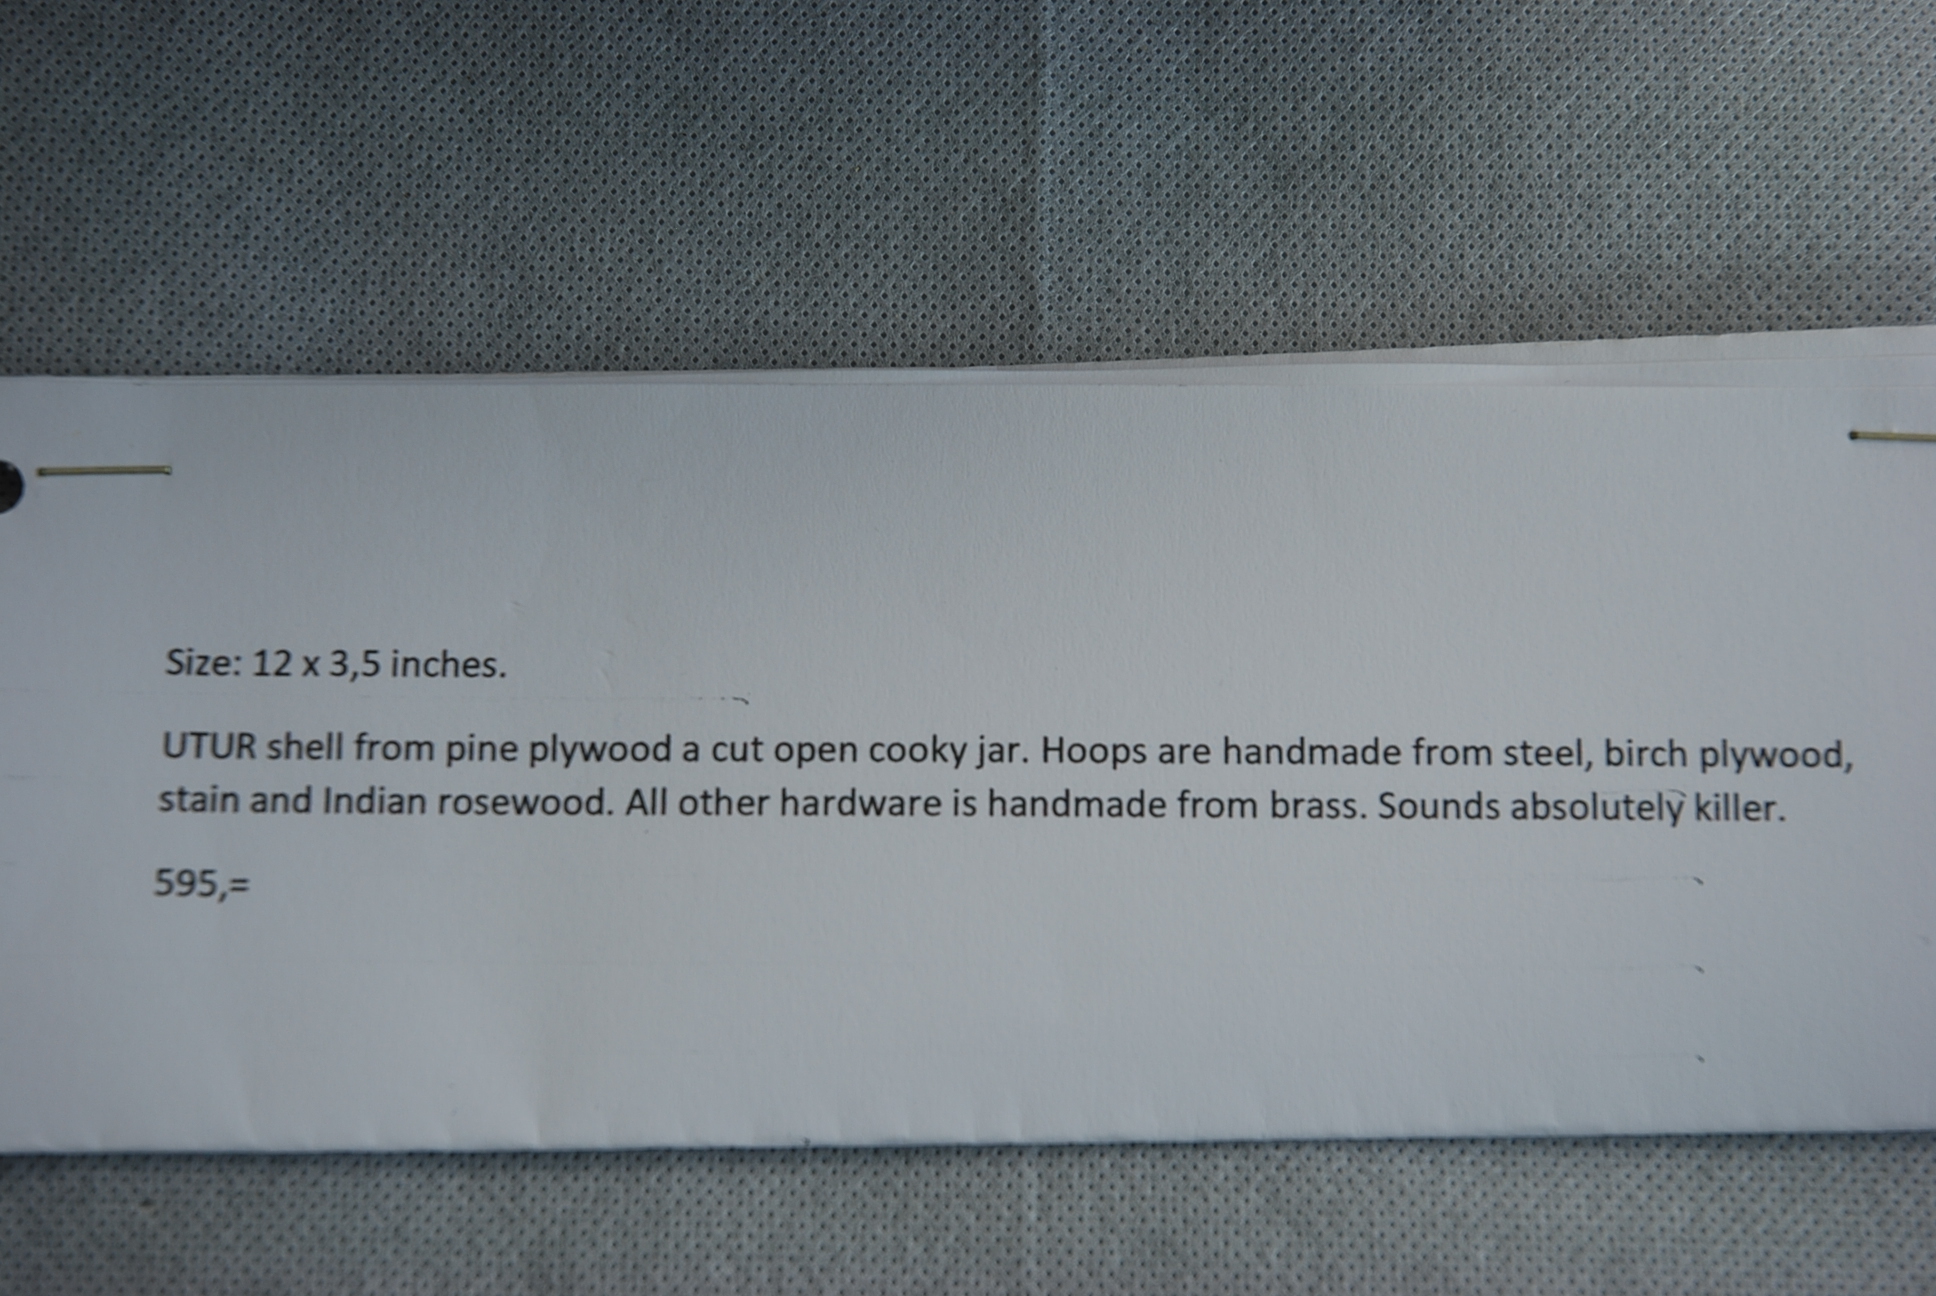 Size: 12 x 3,5 inches.
UTUR shell from pine plywood a cut open cooky jar. Hoops are handmade from steel, birch plywood,
stain and Indian rosewood. All other hardware is handmade from brass. Sounds absolutely killer.
595,=